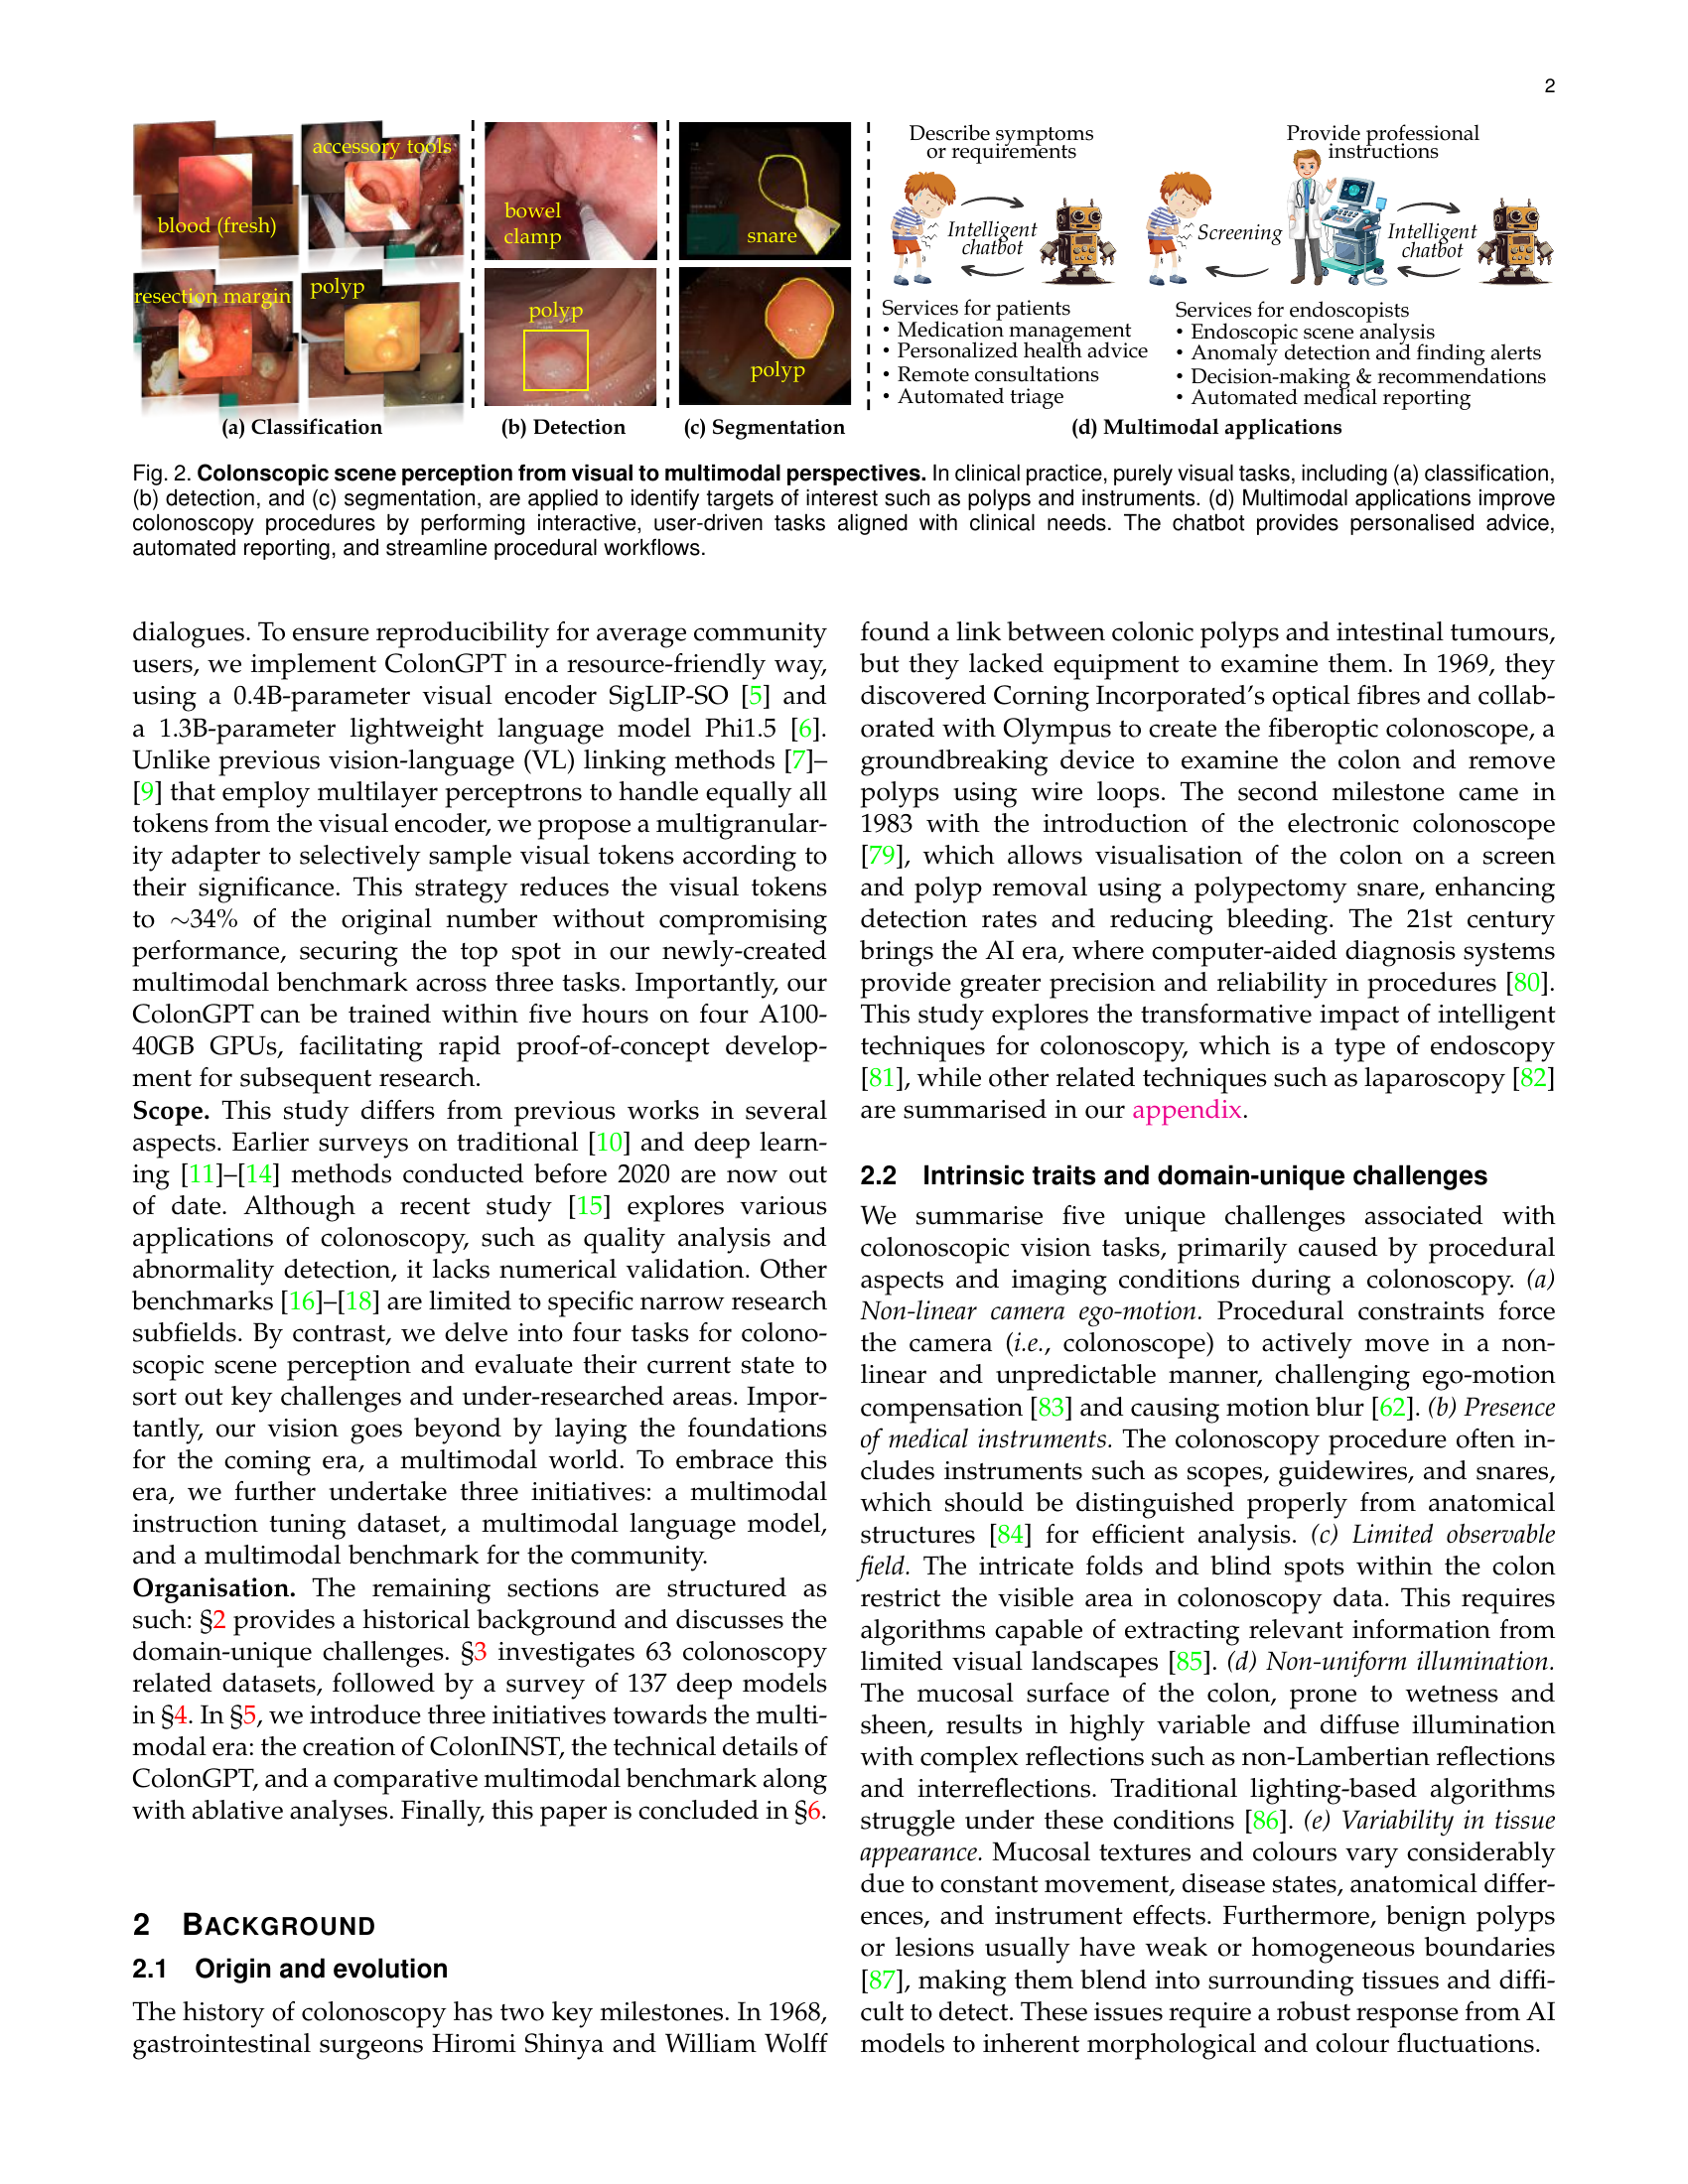 2
accessory tools
blood (fresh)
resection margin
polyp
(a) Classification
bowel
clamp
polyp
(b) Detection
snare
polyp
(c) Segmentation
Describe symptoms
or requirements
Intelligent
chatbot
Services for patients
• Medication management
• Personalized health advice
• Remote consultations
• Automated triage
Provide professional
instructions
Screening
Intelligent
chatbot
Services for endoscopists
• Endoscopic scene analysis
• Anomaly detection and finding alerts
• Decision-making & recommendations
• Automated medical reporting
(d) Multimodal applications
Fig. 2. Colonscopic scene perception from visual to multimodal perspectives. In clinical practice, purely visual tasks, including (a) classification,
(b) detection, and (c) segmentation, are applied to identify targets of interest such as polyps and instruments. (d) Multimodal applications improve
colonoscopy procedures by performing interactive, user-driven tasks aligned with clinical needs. The chatbot provides personalised advice,
automated reporting, and streamline procedural workflows.
dialogues. To ensure reproducibility for average community
users, we implement ColonGPT in a resource-friendly way,
using a 0.4B-parameter visual encoder SigLIP-SO [5] and
a 1.3B-parameter lightweight language model Phi1.5 [6].
Unlike previous vision-language (VL) linking methods [7]–
[9] that employ multilayer perceptrons to handle equally all
tokens from the visual encoder, we propose a multigranular-
ity adapter to selectively sample visual tokens according to
their significance. This strategy reduces the visual tokens
to ∼34% of the original number without compromising
performance, securing the top spot in our newly-created
multimodal benchmark across three tasks. Importantly, our
ColonGPT can be trained within five hours on four A100-
40GB GPUs, facilitating rapid proof-of-concept develop-
ment for subsequent research.
Scope. This study differs from previous works in several
aspects. Earlier surveys on traditional [10] and deep learn-
ing [11]–[14] methods conducted before 2020 are now out
of date. Although a recent study [15] explores various
applications of colonoscopy, such as quality analysis and
abnormality detection, it lacks numerical validation. Other
benchmarks [16]–[18] are limited to specific narrow research
subfields. By contrast, we delve into four tasks for colono-
scopic scene perception and evaluate their current state to
sort out key challenges and under-researched areas. Impor-
tantly, our vision goes beyond by laying the foundations
for the coming era, a multimodal world. To embrace this
era, we further undertake three initiatives: a multimodal
instruction tuning dataset, a multimodal language model,
and a multimodal benchmark for the community.
Organisation. The remaining sections are structured as
such: §2 provides a historical background and discusses the
domain-unique challenges. §3 investigates 63 colonoscopy
related datasets, followed by a survey of 137 deep models
in §4. In §5, we introduce three initiatives towards the multi-
modal era: the creation of ColonINST, the technical details of
ColonGPT, and a comparative multimodal benchmark along
with ablative analyses. Finally, this paper is concluded in §6.
2 BACKGROUND
2.1 Origin and evolution
The history of colonoscopy has two key milestones. In 1968,
gastrointestinal surgeons Hiromi Shinya and William Wolff
found a link between colonic polyps and intestinal tumours,
but they lacked equipment to examine them. In 1969, they
discovered Corning Incorporated's optical fibres and collab-
orated with Olympus to create the fiberoptic colonoscope, a
groundbreaking device to examine the colon and remove
polyps using wire loops. The second milestone came in
1983 with the introduction of the electronic colonoscope
[79], which allows visualisation of the colon on a screen
and polyp removal using a polypectomy snare, enhancing
detection rates and reducing bleeding. The 21st century
brings the AI era, where computer-aided diagnosis systems
provide greater precision and reliability in procedures [80].
This study explores the transformative impact of intelligent
techniques for colonoscopy, which is a type of endoscopy
[81], while other related techniques such as laparoscopy [82]
are summarised in our appendix.
2.2 Intrinsic traits and domain-unique challenges
We summarise five unique challenges associated with
colonoscopic vision tasks, primarily caused by procedural
aspects and imaging conditions during a colonoscopy. (a)
Non-linear camera ego-motion. Procedural constraints force
the camera (i.e., colonoscope) to actively move in a non-
linear and unpredictable manner, challenging ego-motion
compensation [83] and causing motion blur [62]. (b) Presence
of medical instruments. The colonoscopy procedure often in-
cludes instruments such as scopes, guidewires, and snares,
which should be distinguished properly from anatomical
structures [84] for efficient analysis. (c) Limited observable
field. The intricate folds and blind spots within the colon
restrict the visible area in colonoscopy data. This requires
algorithms capable of extracting relevant information from
limited visual landscapes [85]. (d) Non-uniform illumination.
The mucosal surface of the colon, prone to wetness and
sheen, results in highly variable and diffuse illumination
with complex reflections such as non-Lambertian reflections
and interreflections. Traditional lighting-based algorithms
struggle under these conditions [86]. (e) Variability in tissue
appearance. Mucosal textures and colours vary considerably
due to constant movement, disease states, anatomical differ-
ences, and instrument effects. Furthermore, benign polyps
or lesions usually have weak or homogeneous boundaries
[87], making them blend into surrounding tissues and diffi-
cult to detect. These issues require a robust response from AI
models to inherent morphological and colour fluctuations.